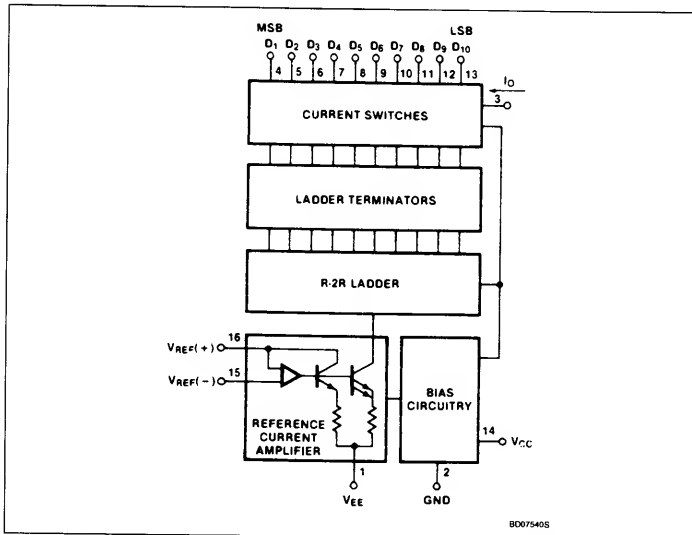 MSB LSB
D1 D2 D3 D4 D5 D6 D7 D8 D9 D10
4 5 6 7 8 9 10 11 12 13
IO
3
CURRENT SWITCHES
LADDER TERMINATORS
R-2R LADDER
16
VREF(+)
15
VREF(−)
REFERENCE
CURRENT
AMPLIFIER
BIAS
CIRCUITRY
14
VCC
1
2
VEE
GND
BD07540S